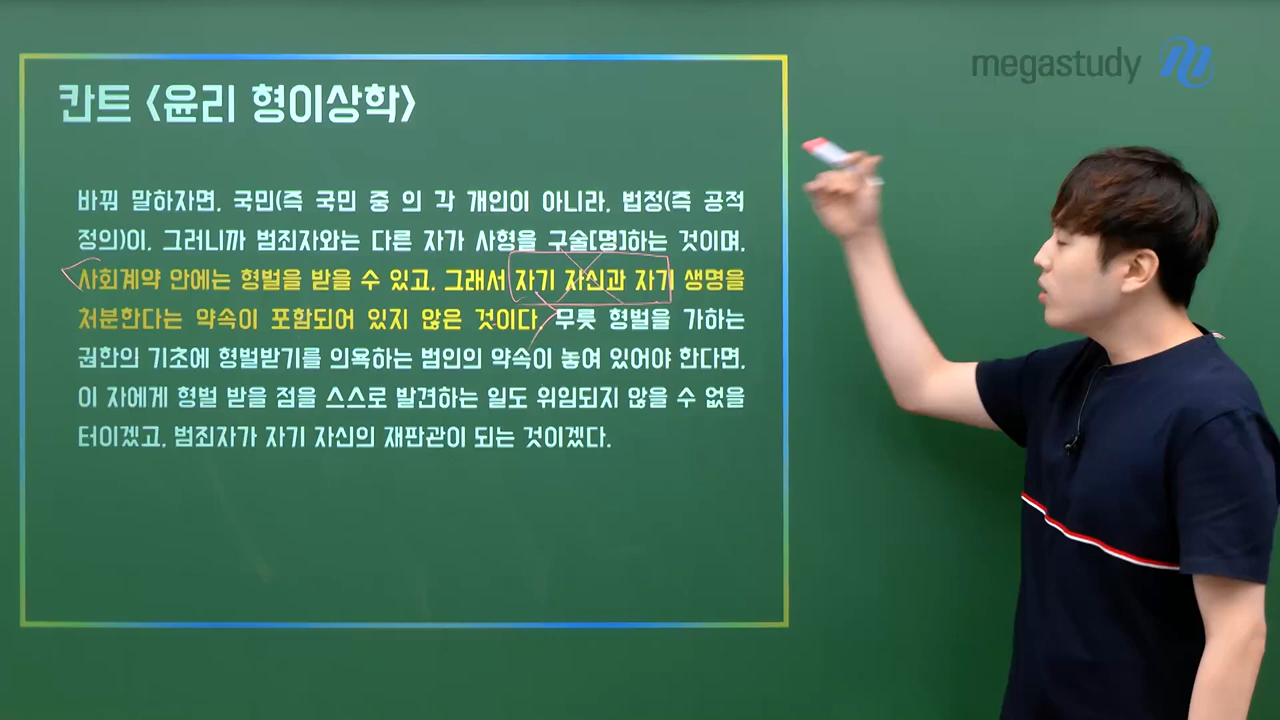 megastudy
칸트 <윤리 형이상학>
바꿔 말하자면, 국민(즉 국민 중 의 각 개인이 아니라, 법정(즉 공적
정의)이, 그러니까 범죄자와는 다른 자가 사형을 구술[명]하는 것이며,
사회계약 안에는 형벌을 받을 수 있고, 그래서 자기 자신과 자기 생명을
처분한다는 약속이 포함되어 있지 않은 것이다. 무릇 형벌을 가하는
권한의 기초에 형벌받기를 의욕하는 범인의 약속이 놓여 있어야 한다면,
이 자에게 형벌 받을 점을 스스로 발견하는 일도 위임되지 않을 수 없을
터이겠고, 범죄자가 자기 자신의 재판관이 되는 것이겠다.